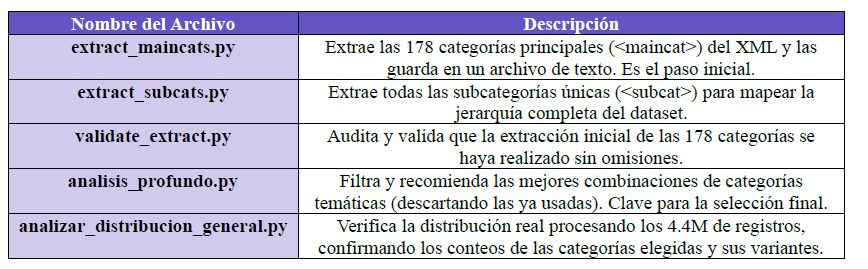 Nombre del Archivo Descripción
extract_maincats.py Extrae las 178 categorías principales (<maincat>) del XML y las
guarda en un archivo de texto. Es el paso inicial.
extract_subcats.py Extrae todas las subcategorías únicas (<subcat>) para mapear la
jerarquía completa del dataset.
validate_extract.py Audita y valida que la extracción inicial de las 178 categorías se
haya realizado sin omisiones.
analisis_profundo.py Filtra y recomienda las mejores combinaciones de categorías
temáticas (descartando las ya usadas). Clave para la selección final.
analizar_distribucion_general.py Verifica la distribución real procesando los 4.4M de registros,
confirmando los conteos de las categorías elegidas y sus variantes.